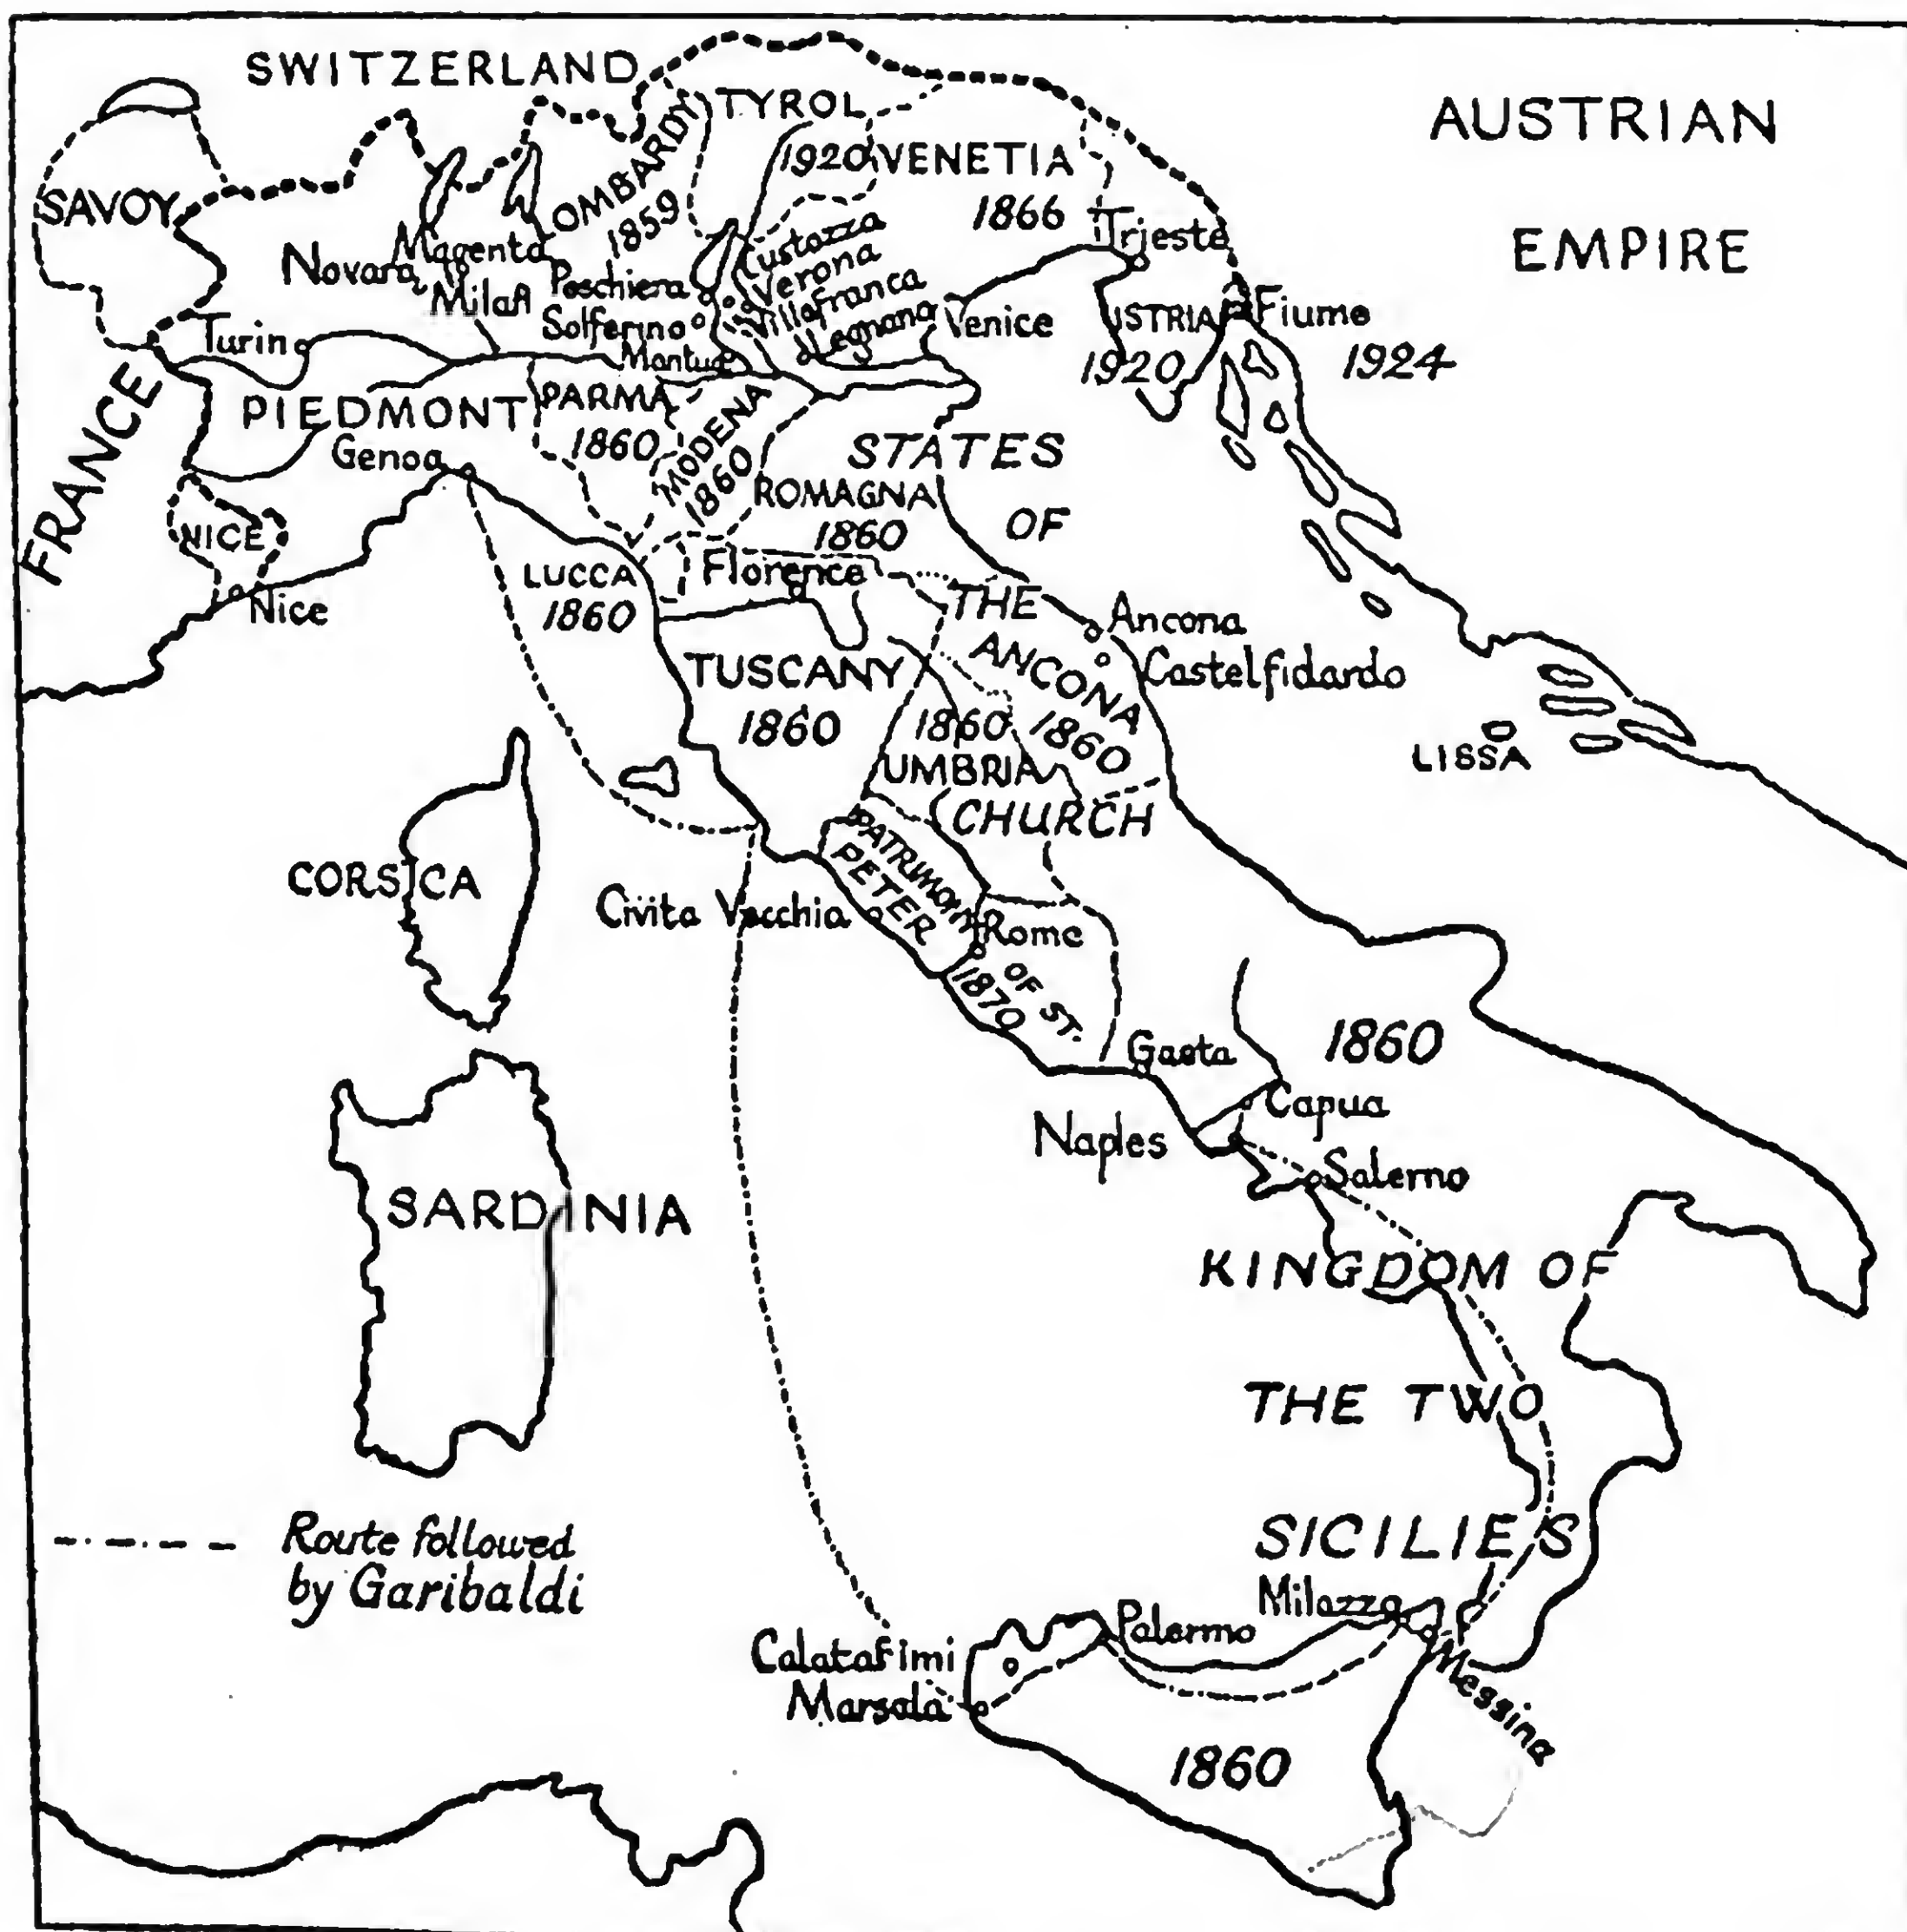 SWITZERLAND
AUSTRIAN
EMPIRE
TYROL
1920
VENETIA
1866
SAVOY
OMBARDY
1859
Novara
Magenta
Milan
Peschiera
Solferino
Mantua
Custozza
Verona
Villafranca
Legnano
Venice
Trieste
ISTRIA
1920
Fiume
1924
Turin
FRANCE
PIEDMONT
Genoa
PARMA
1860
MODENA
1860
STATES
OF
THE
CHURCH
ROMAGNA
1860
NICE
Nice
LUCCA
1860
Florence
TUSCANY
1860
Ancona
Castelfidardo
ANCONA
1860
1860
UMBRIA
LISSA
CORSICA
Civita Vecchia
PATRIMONY
OF ST.
PETER
1870
Rome
Gaeta
1860
Capua
Naples
Salerno
SARDINIA
KINGDOM OF
THE TWO
SICILIES
Route followed
by Garibaldi
Milazzo
Palermo
Messina
Calatafimi
Marsala
1860